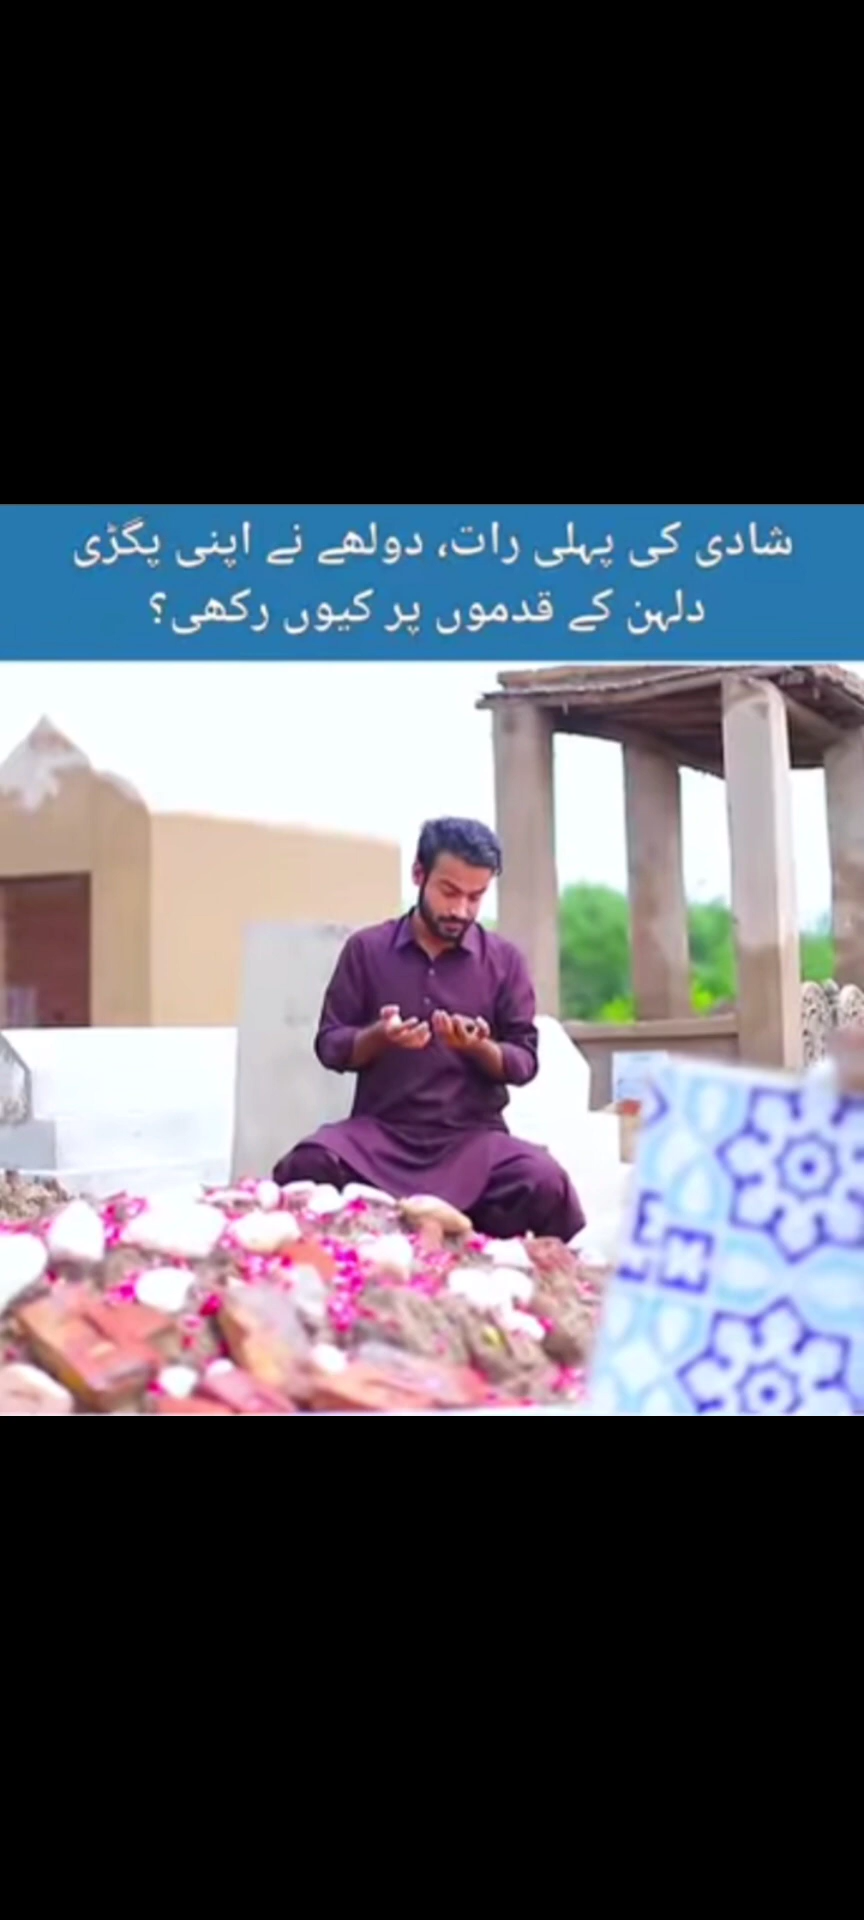 شادی کی پہلی رات، دولھے نے اپنی پگڑی
دلہن کے قدموں پر کیوں رکھی؟